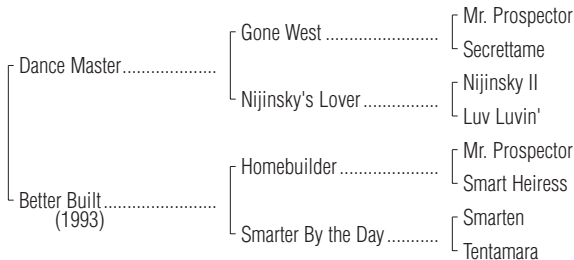 Mr. Prospector
Gone West ......................
Secrettame
Dance Master..................
Nijinsky II
Nijinsky's Lover ..............
Luv Luvin'
Mr. Prospector
Homebuilder ...................
Smart Heiress
Better Built.....................
(1993)
Smarten
Smarter By the Day..........
Tentamara